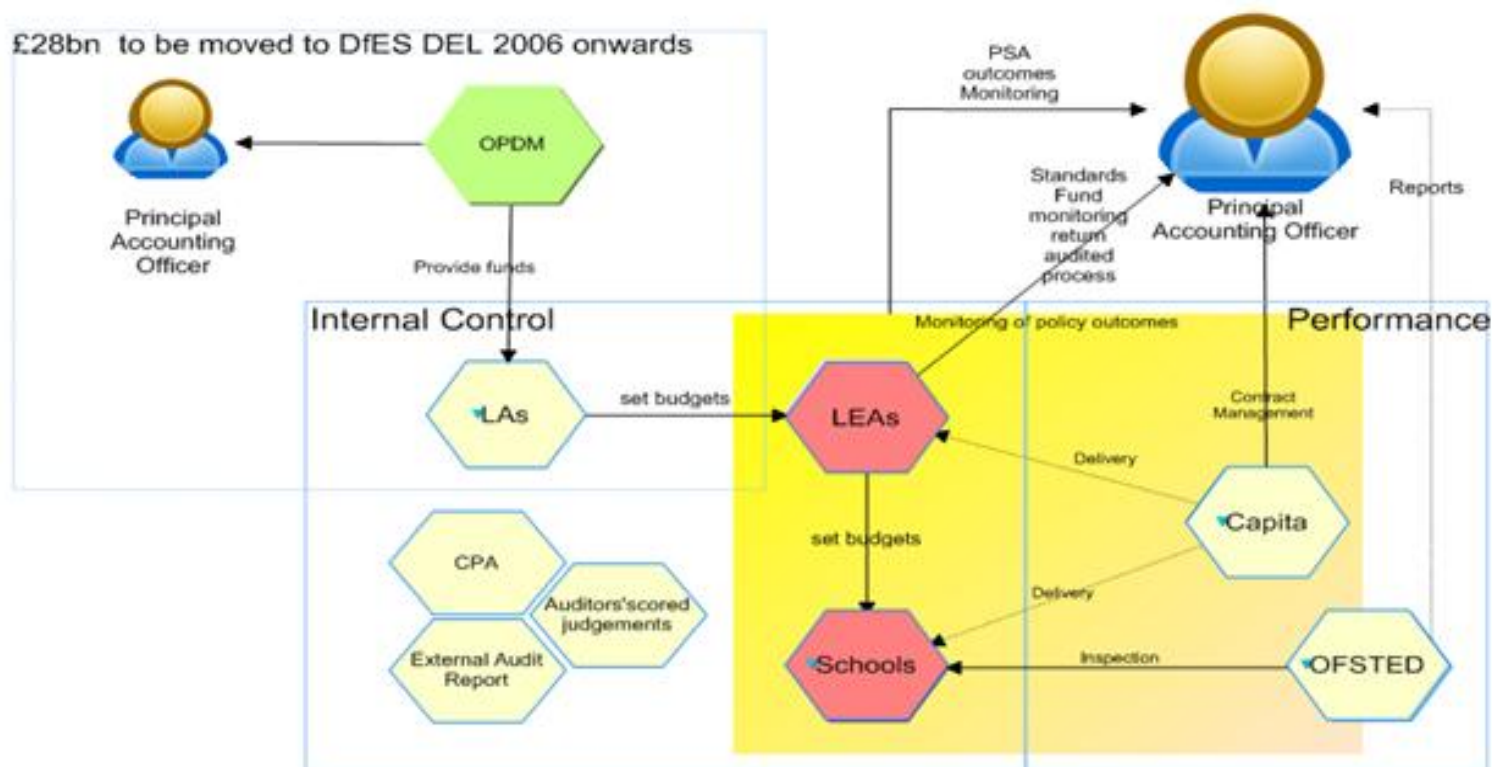 £28bn to be moved to DfES DEL 2006 onwards
OPDM
Principal
Accounting
Officer
Provide funds
PSA
outcomes
Monitoring
Standards
Fund
monitoring
return
audited
process
Principal
Accounting Officer
Reports
Internal Control
Monitoring of policy outcomes
Performance
LAs
set budgets
LEAs
Contract
Management
Delivery
Capita
set budgets
CPA
Auditors'scored
judgements
External Audit
Report
Delivery
Schools
Inspection
OFSTED